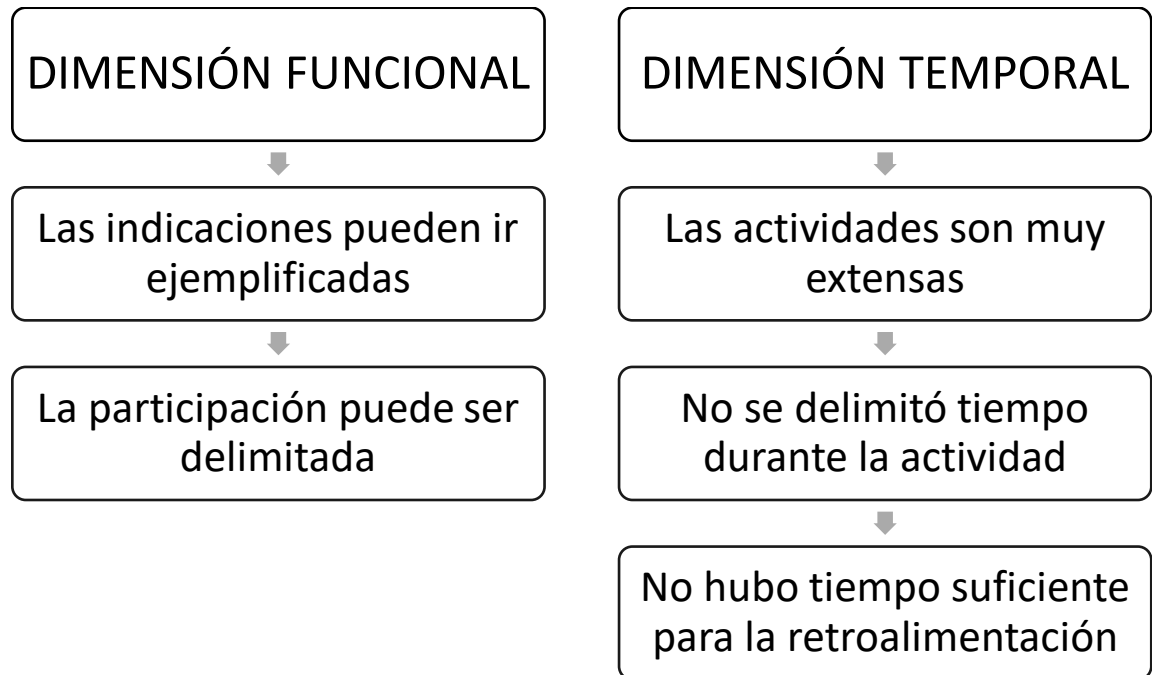 DIMENSIÓN FUNCIONAL
Las indicaciones pueden ir
ejemplificadas
La participación puede ser
delimitada
DIMENSIÓN TEMPORAL
Las actividades son muy
extensas
No se delimitó tiempo
durante la actividad
No hubo tiempo suficiente
para la retroalimentación